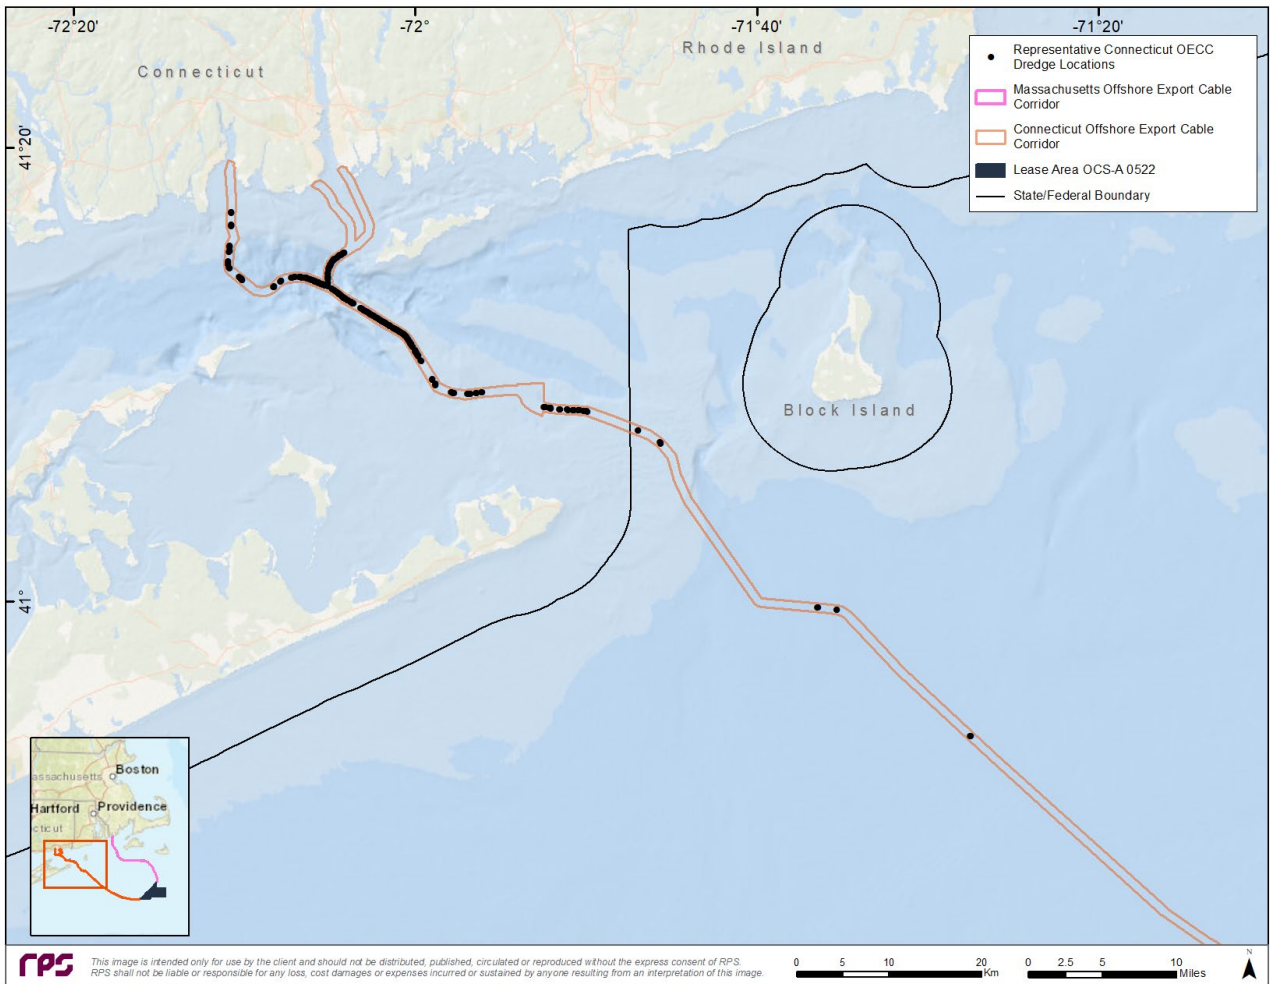 -72°20'
-72°
-71°40'
-71°20'
Rhode Island
Connecticut
41°20'
41°
Block Island
Representative Connecticut OECC
Dredge Locations
Massachusetts Offshore Export Cable
Corridor
Connecticut Offshore Export Cable
Corridor
Lease Area OCS-A 0522
State/Federal Boundary
Boston
assachusetts
Hartford
Providence
cticut
RPS
This image is intended only for use by the client and should not be distributed, published, circulated or reproduced without the express consent of RPS.
RPS shall not be liable or responsible for any loss, cost damages or expenses incurred or sustained by anyone resulting from an interpretation of this image.
0 5 10 20
Km
0 2.5 5 10
Miles
N